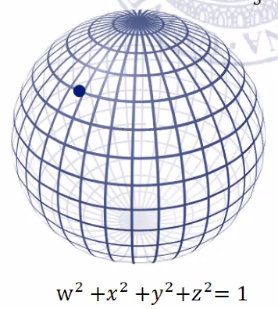 w² +x² +y²+z²= 1